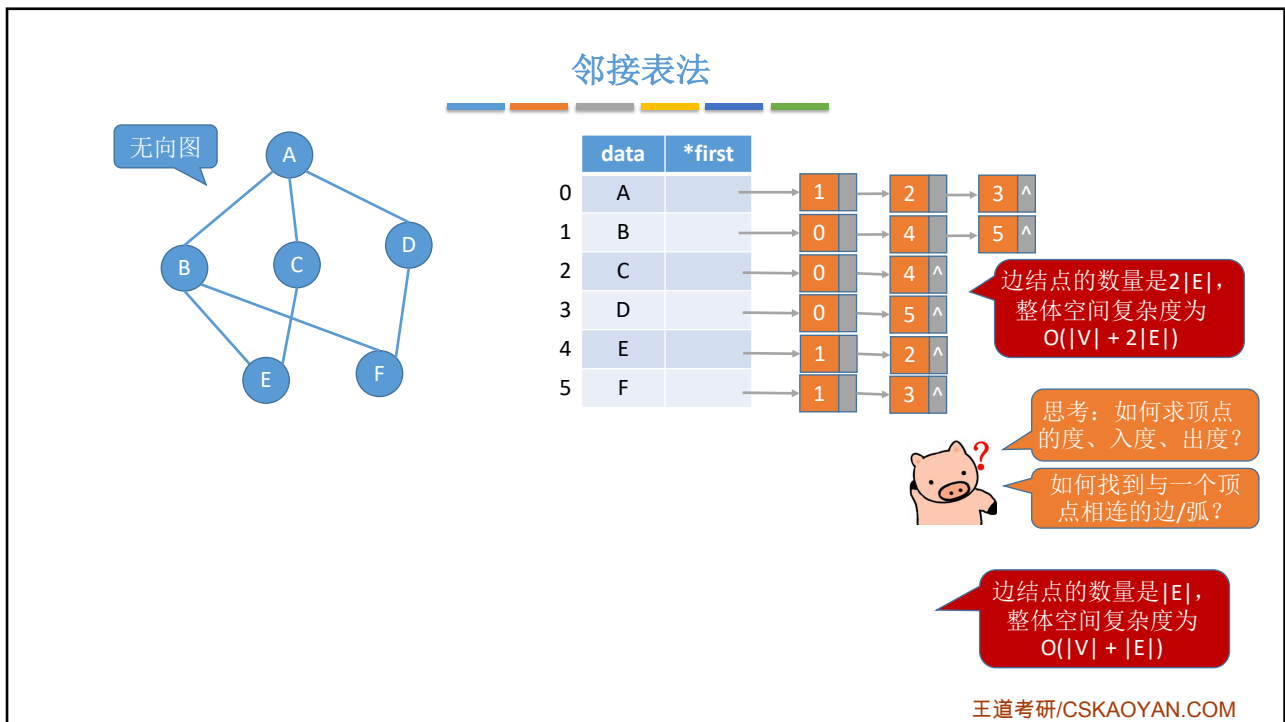 邻接表法
无向图
A
B
C
D
E
F
data *first
0 A 1 2 3 ^
1 B 0 4 5 ^
2 C 0 4 ^
3 D 0 5 ^
4 E 1 2 ^
5 F 1 3 ^
边结点的数量是2|E|，
整体空间复杂度为
O(|V| + 2|E|)
思考：如何求顶点
的度、入度、出度？
?
如何找到与一个顶
点相连的边/弧？
边结点的数量是|E|，
整体空间复杂度为
O(|V| + |E|)
王道考研/CSKAOYAN.COM